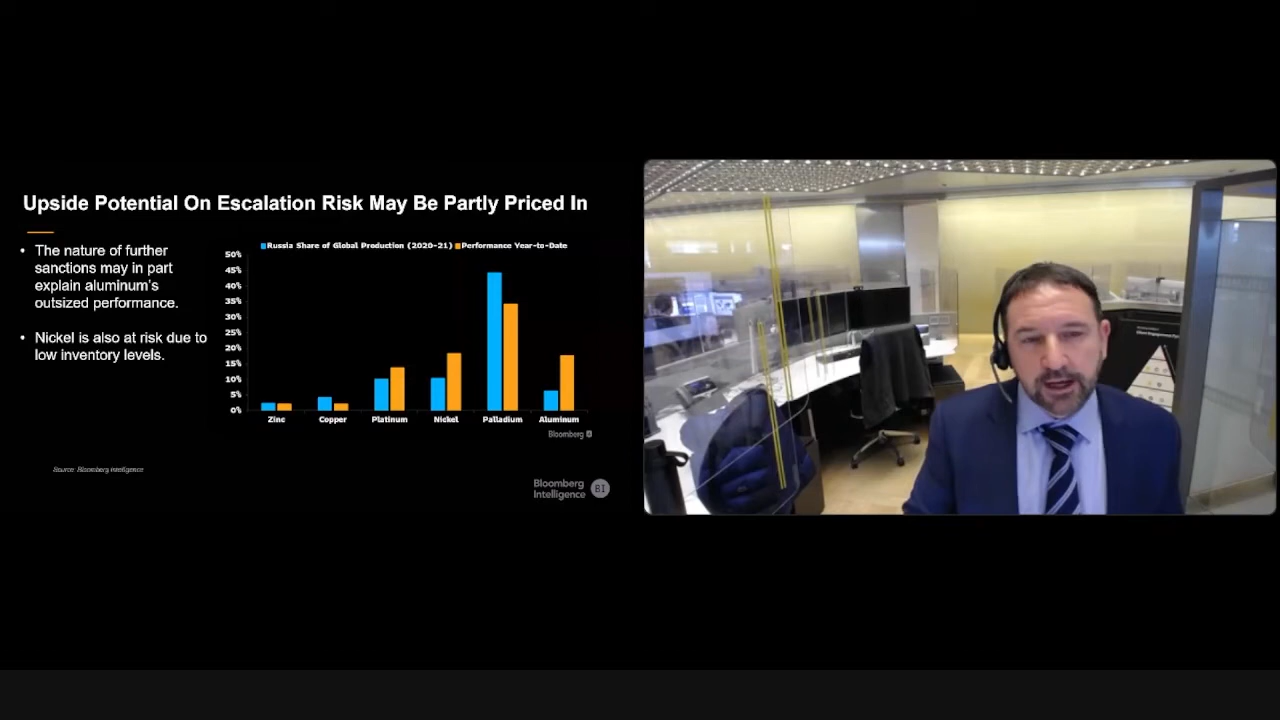 Upside Potential On Escalation Risk May Be Partly Priced In
• The nature of further
sanctions may in part
explain aluminum's
outsized performance.
• Nickel is also at risk due to
low inventory levels.
Russia Share of Global Production (2020-21) Performance Year-to-Date
50%
45%
40%
35%
30%
25%
20%
15%
10%
5%
0%
Zinc Copper Platinum Nickel Palladium Aluminum
Bloomberg
Source: Bloomberg Intelligence
Bloomberg
Intelligence BI